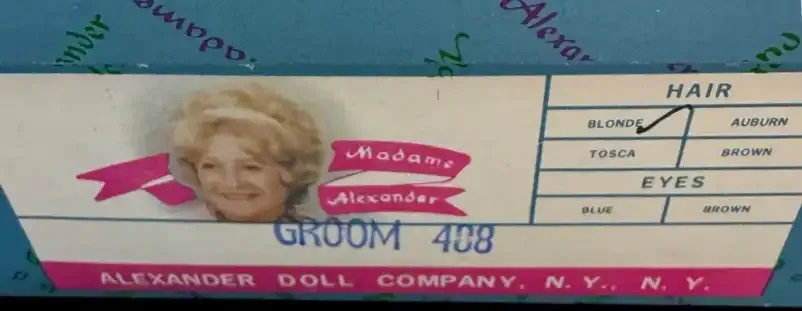 Madame
Alexander
GROOM 408
ALEXANDER DOLL COMPANY, N. Y., N. Y.
HAIR
BLONDE AUBURN
TOSCA BROWN
EYES
BLUE BROWN